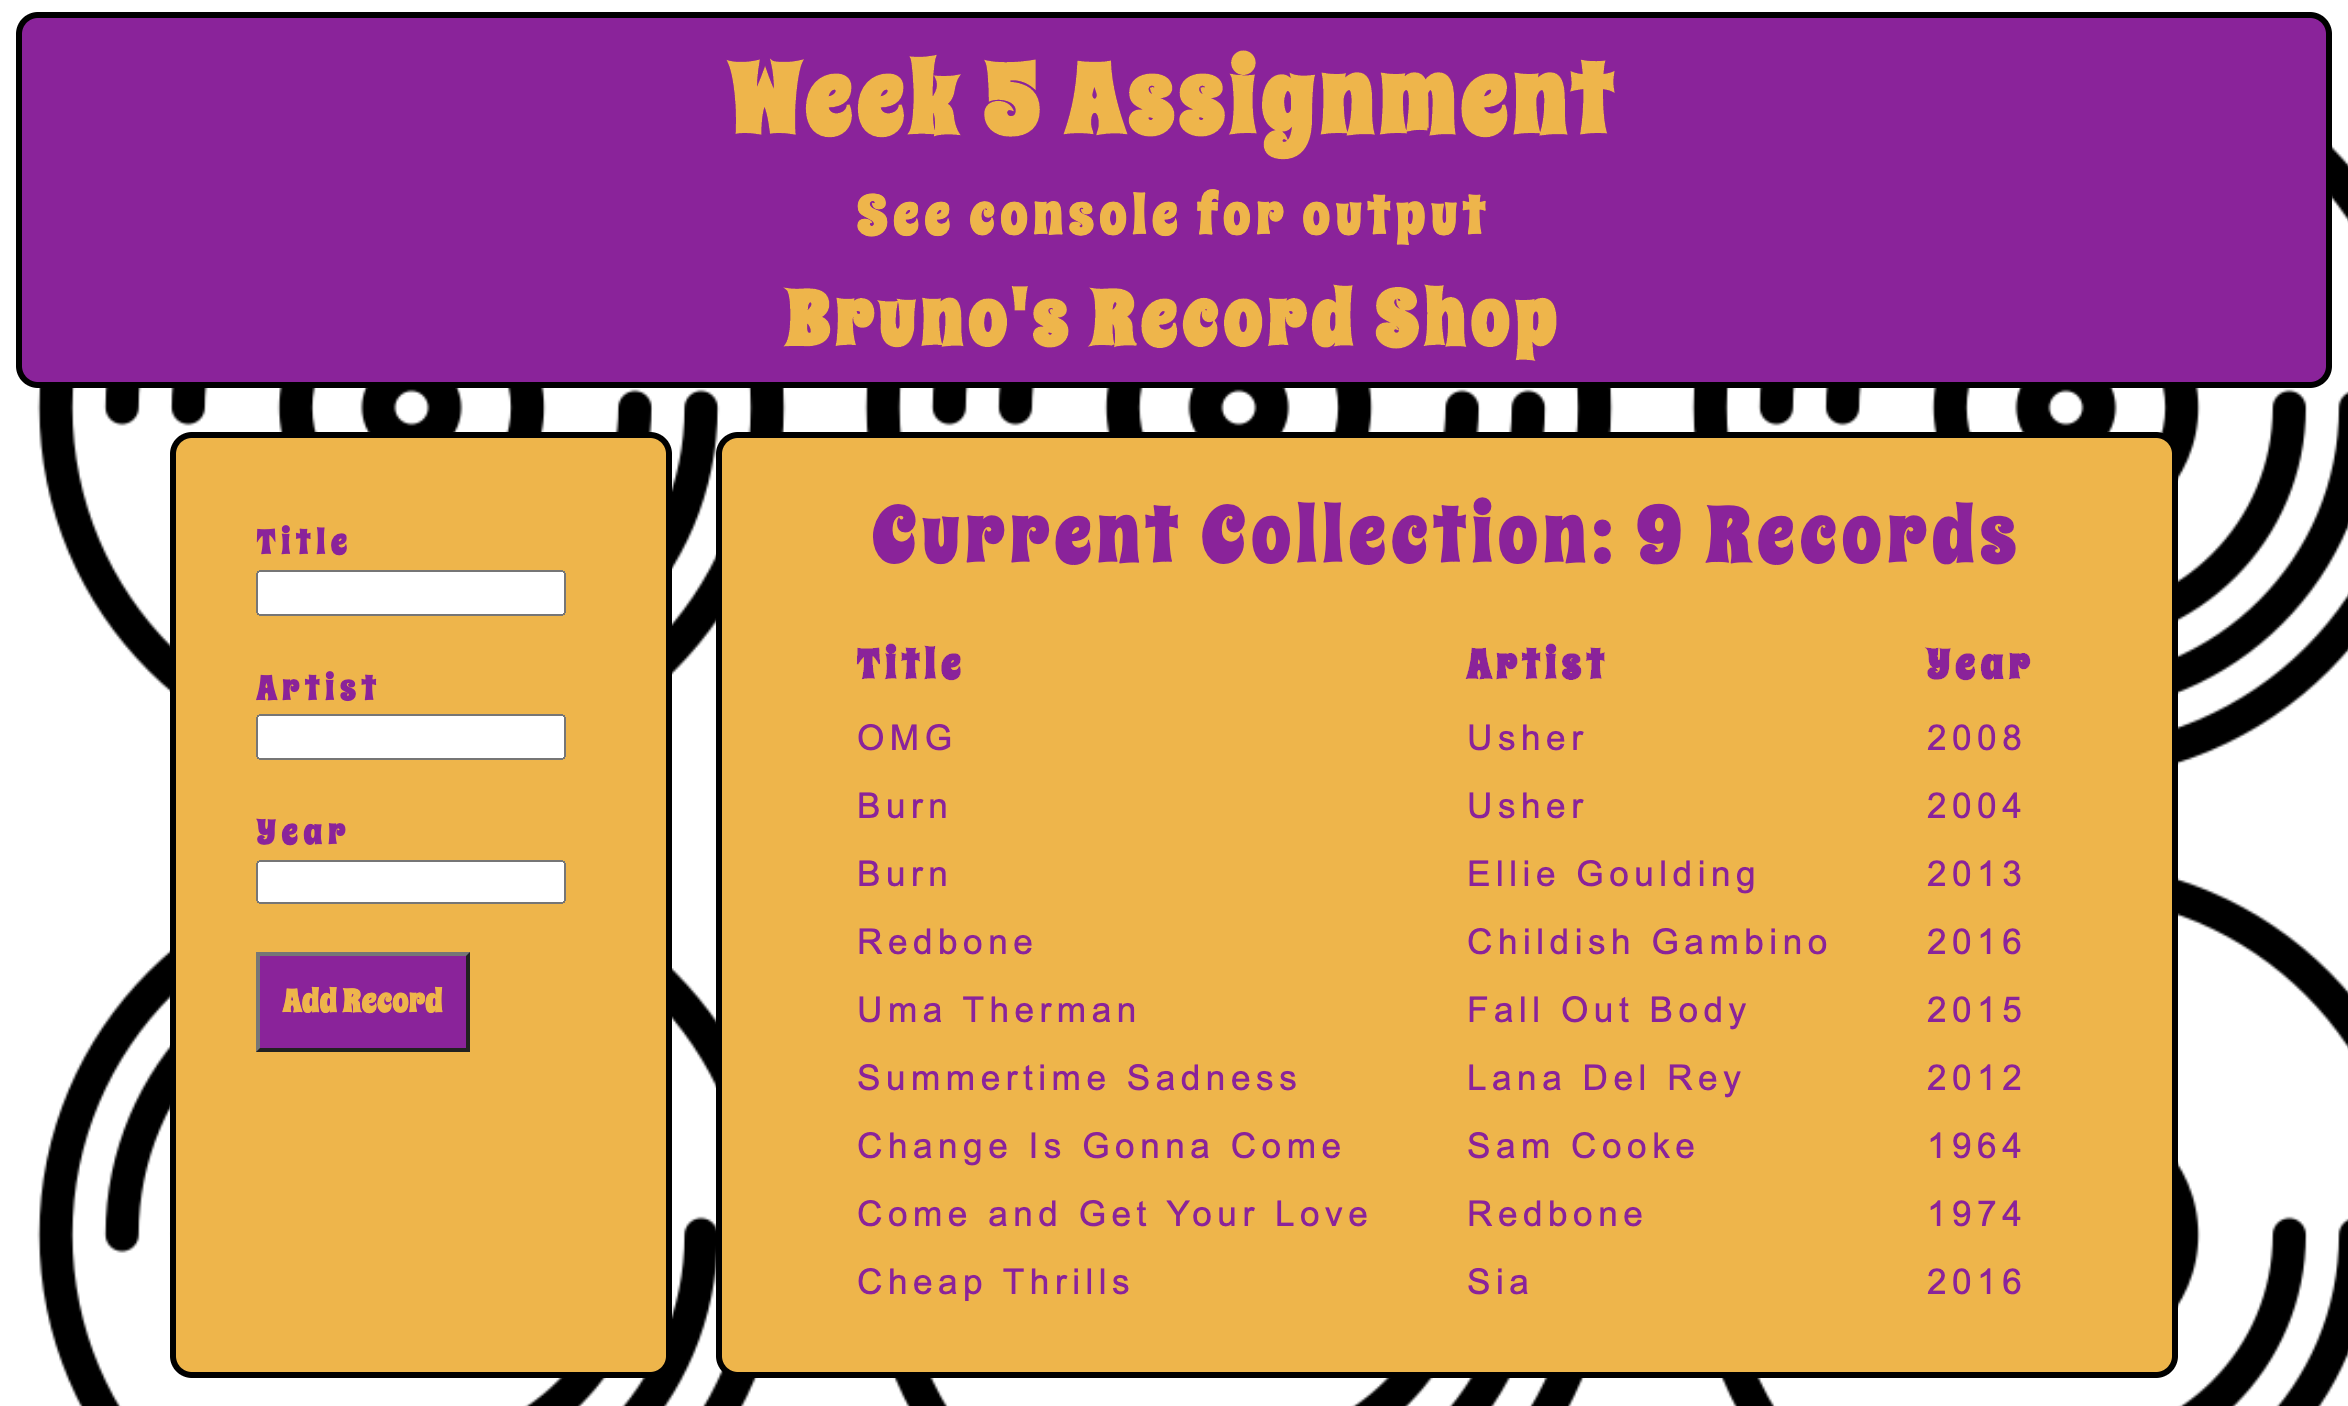 Week 5 Assignment
See console for output
Bruno's Record Shop
Title
Artist
Year
Add Record
Current Collection: 9 Records
Title Artist Year
OMG Usher 2008
Burn Usher 2004
Burn Ellie Goulding 2013
Redbone Childish Gambino 2016
Uma Therman Fall Out Body 2015
Summertime Sadness Lana Del Rey 2012
Change Is Gonna Come Sam Cooke 1964
Come and Get Your Love Redbone 1974
Cheap Thrills Sia 2016